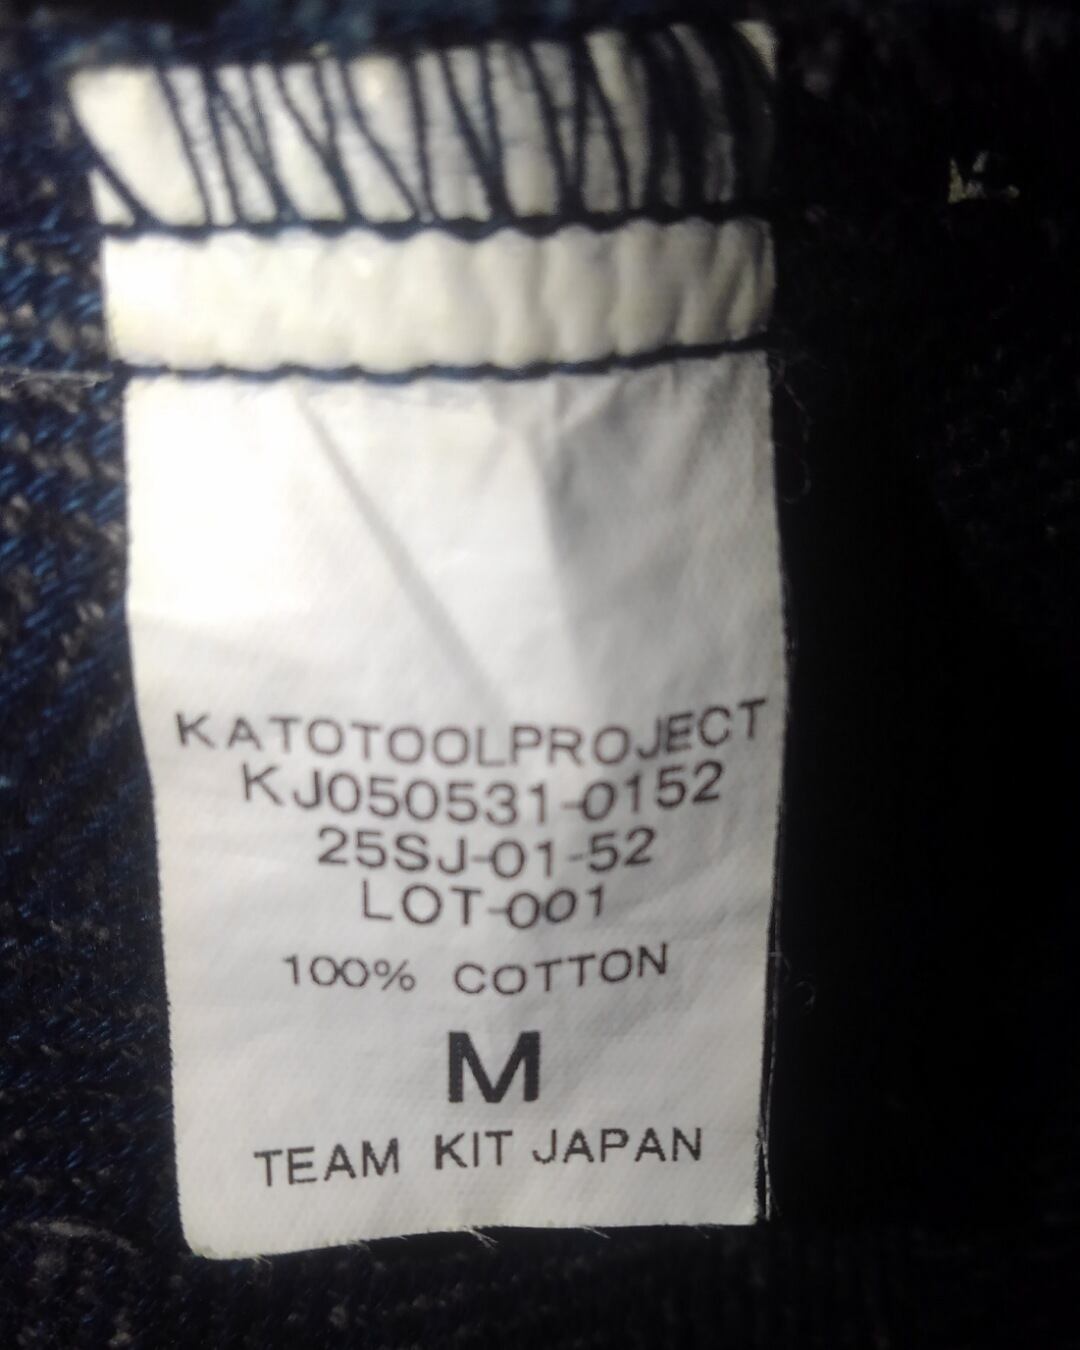 KATOTOOLPROJECT
KJ050531-0152
25SJ-01-52
LOT-001
100% COTTON
M
TEAM KIT JAPAN